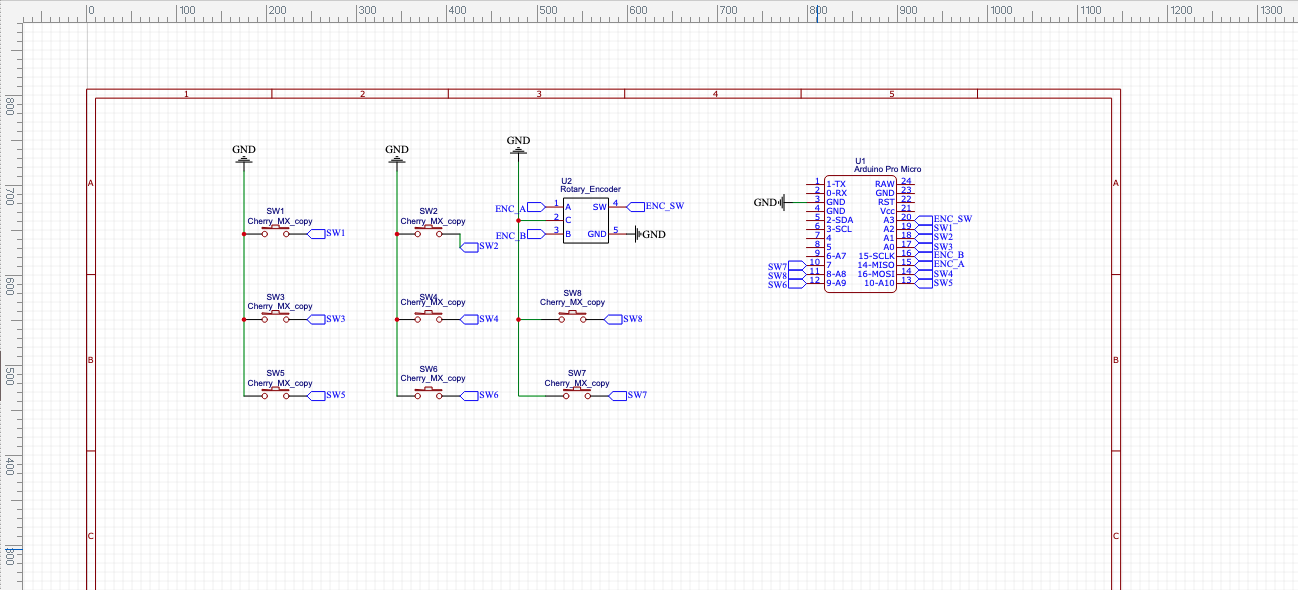 0 100 200 300 400 500 600 700 800 900 1000 1100 1200 1300
800
700
600
500
400
300
1 2 3 4 5
A A
B B
C C
GND
SW1
Cherry_MX_copy
SW1
SW3
Cherry_MX_copy
SW3
SW5
Cherry_MX_copy
SW5
GND
SW2
Cherry_MX_copy
SW2
SW4
Cherry_MX_copy
SW4
SW6
Cherry_MX_copy
SW6
GND
U2
Rotary_Encoder
ENC_A 1 A SW 4 ENC_SW
2 C
ENC_B 3 B GND 5 GND
SW8
Cherry_MX_copy
SW8
SW7
Cherry_MX_copy
SW7
U1
Arduino Pro Micro
1 1-TX RAW 24
2 0-RX GND 23
GND 3 GND RST 22
4 GND Vcc 21
5 2-SDA A3 20 ENC_SW
6 3-SCL A2 19 SW1
7 4 A1 18 SW2
8 5 A0 17 SW3
9 6-A7 15-SCLK 16 ENC_B
SW7 10 7 14-MISO 15 ENC_A
SW8 11 8-A8 16-MOSI 14 SW4
SW6 12 9-A9 10-A10 13 SW5